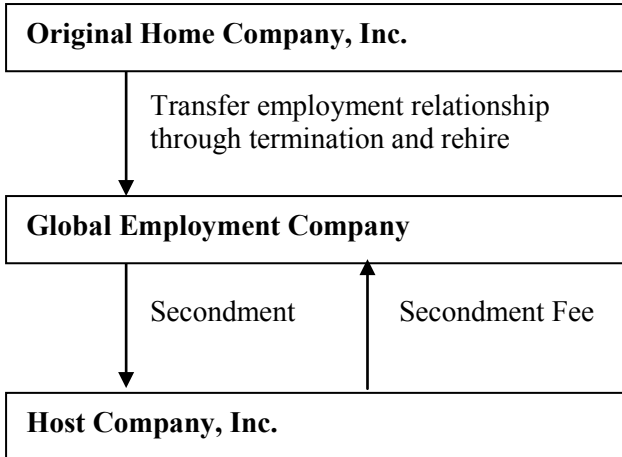 Original Home Company, Inc.
Transfer employment relationship
through termination and rehire
Global Employment Company
Secondment
Secondment Fee
Host Company, Inc.